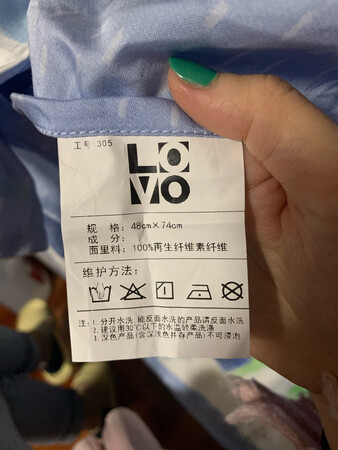 工号 305
LO
VO
规 格: 48cm×74cm
成 分:
面里料: 100%再生纤维素纤维
维护方法:
注: 1. 分开水洗, 能反面水洗的产品请反面水洗
2. 建议用30℃以下的水温轻柔洗涤
3. 深色产品 (含深浅色并存产品) 不可浸泡